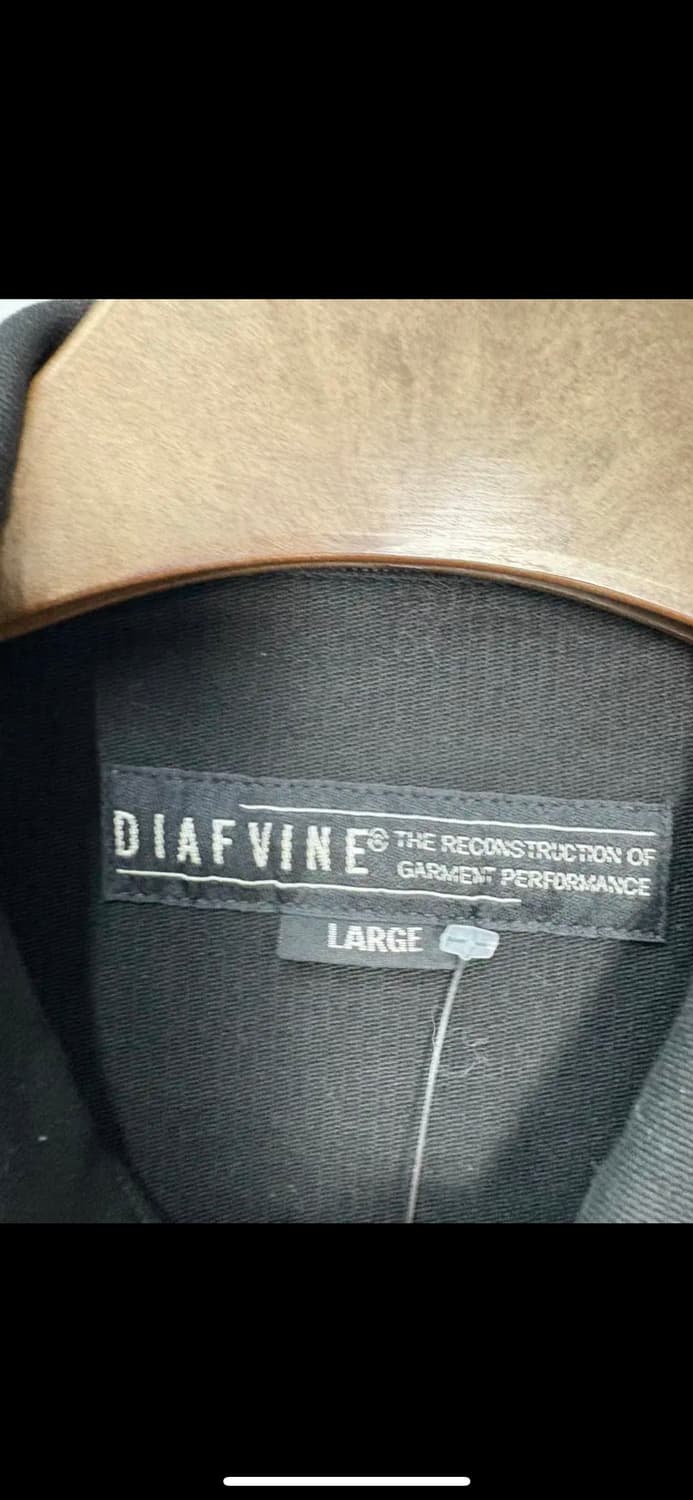 DIAFVINE® THE RECONSTRUCTION OF
GARMENT PERFORMANCE
LARGE